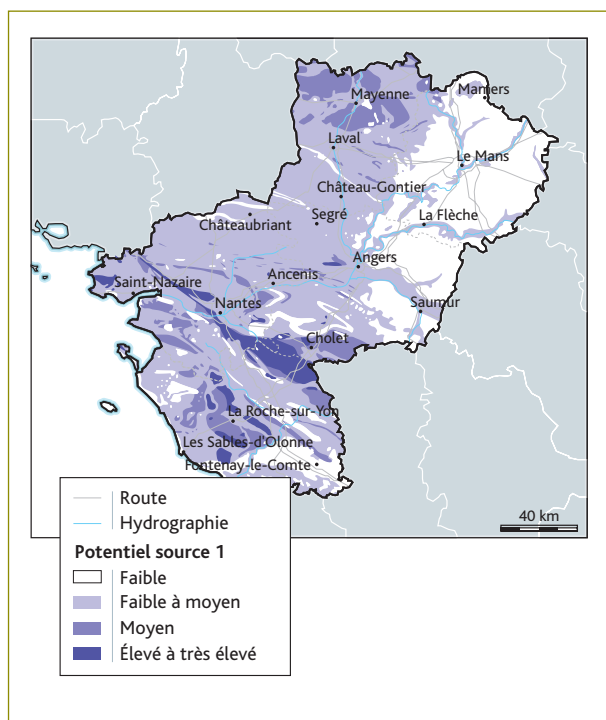 Mayenne
Mamers
Laval
Le Mans
Château-Gontier
Segré
La Flèche
Châteaubriant
Angers
Saint-Nazaire
Ancenis
Nantes
Saumur
Cholet
La Roche-sur-Yon
Les Sables-d'Olonne
Fontenay-le-Comte
40 km
Route
Hydrographie
Potentiel source 1
Faible
Faible à moyen
Moyen
Élevé à très élevé